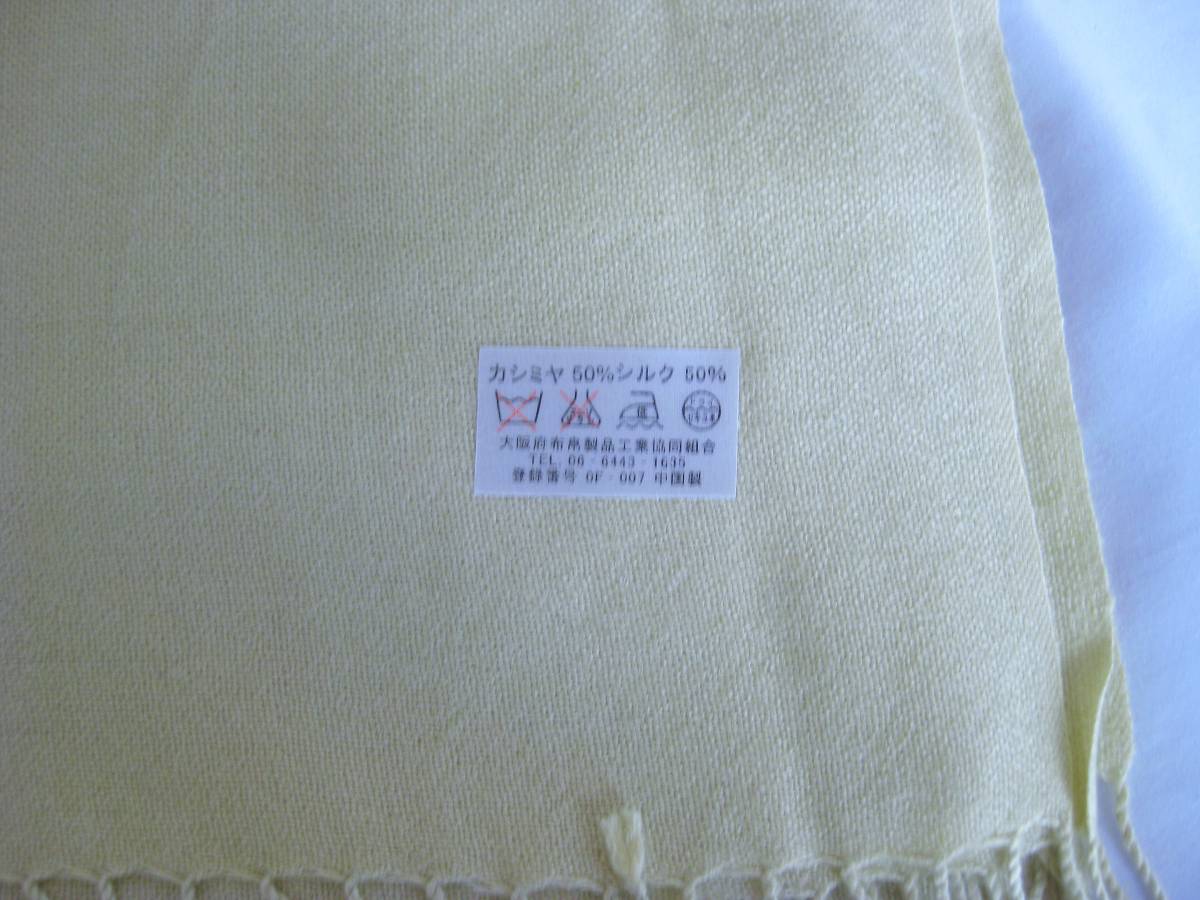 カシミヤ 50%シルク 50%
大阪府布帛製品工業協同組合
TEL 06-6443-1635
登録番号 OF-007 中国製